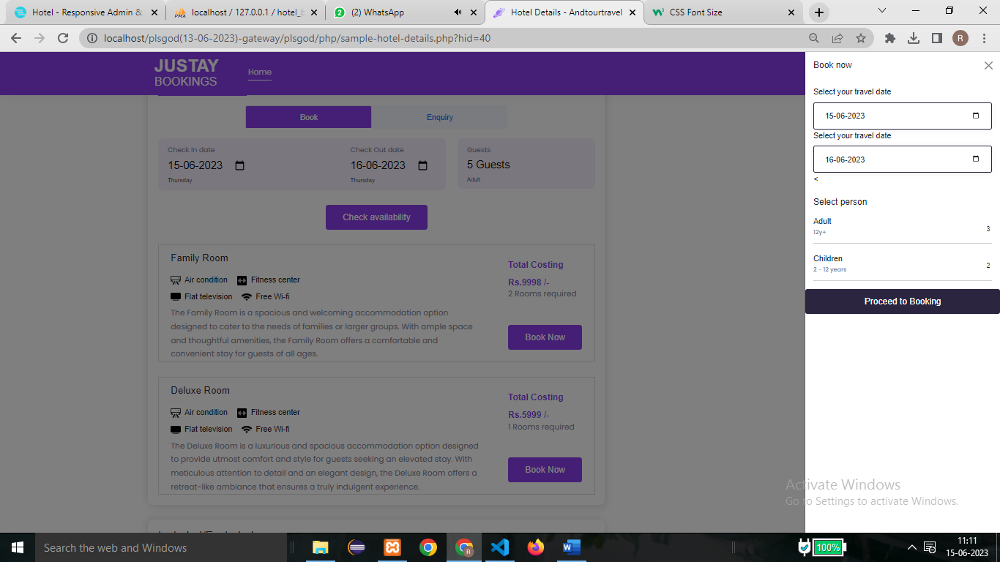 Hotel - Responsive Admin &
localhost / 127.0.0.1 / hotel_b
(2) WhatsApp
Hotel Details - Andtourtravel
CSS Font Size
localhost/plsgod(13-06-2023)-gateway/plsgod/php/sample-hotel-details.php?hid=40
R
JUSTAY
BOOKINGS
Home
Book
Enquiry
Check In date
15-06-2023
Thursday
Check Out date
16-06-2023
Thursday
Guests
5 Guests
Adult
Check availability
Family Room
Air condition
Fitness center
Flat television
Free Wi-fi
The Family Room is a spacious and welcoming accommodation option
designed to cater to the needs of families or larger groups. With ample space
and thoughtful amenities, the Family Room offers a comfortable and
convenient stay for guests of all ages.
Total Costing
Rs.9998 /-
2 Rooms required
Book Now
Deluxe Room
Air condition
Fitness center
Flat television
Free Wi-fi
The Deluxe Room is a luxurious and spacious accommodation option designed
to provide utmost comfort and style for guests seeking an elevated stay. With
meticulous attention to detail and an elegant design, the Deluxe Room offers a
retreat-like ambiance that ensures a truly indulgent experience.
Total Costing
Rs.5999 /-
1 Rooms required
Book Now
Book now
Select your travel date
15-06-2023
Select your travel date
16-06-2023
<
Select person
Adult
12y+
3
Children
2 - 12 years
2
Proceed to Booking
Activate Windows
Go to Settings to activate Windows.
Search the web and Windows
100%
11:11
15-06-2023